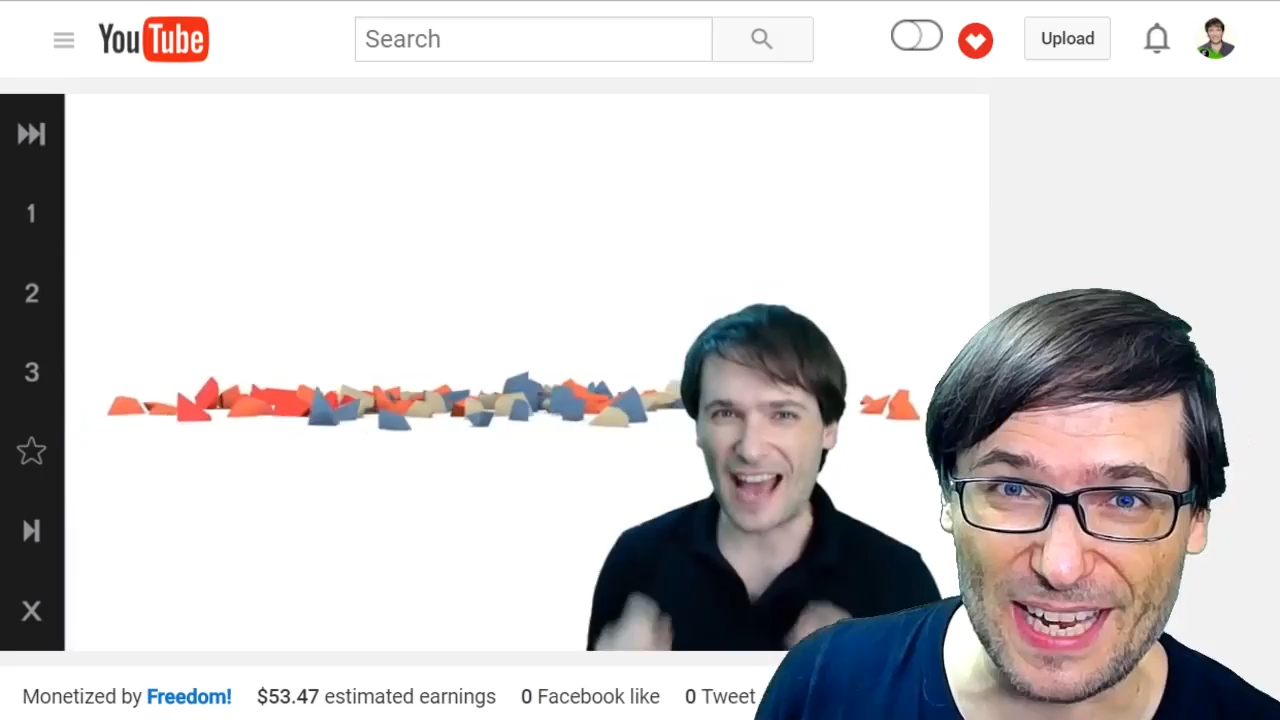 YouTube
Search
Upload
1
2
3
X
Monetized by Freedom! $53.47 estimated earnings 0 Facebook like 0 Tweet